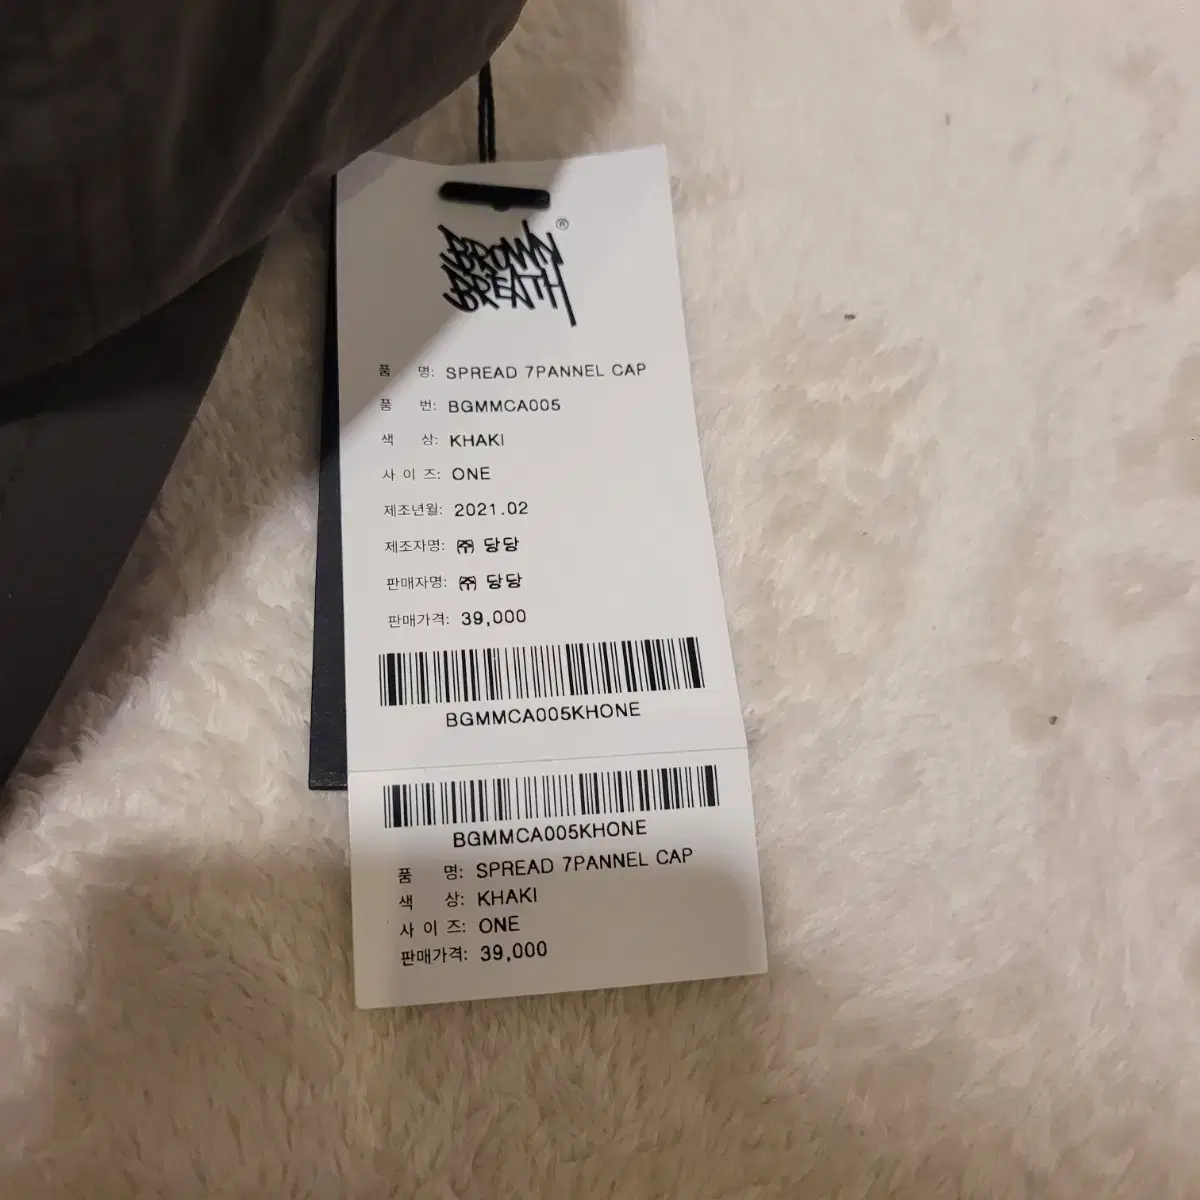 BROWN
BREATH®
품 명: SPREAD 7PANNEL CAP
품 번: BGMMCA005
색 상: KHAKI
사 이 즈: ONE
제조년월: 2021.02
제조자명: ㈜ 당당
판매자명: ㈜ 당당
판매가격: 39,000
BGMMCA005KHONE
BGMMCA005KHONE
품 명: SPREAD 7PANNEL CAP
색 상: KHAKI
사 이 즈: ONE
판매가격: 39,000